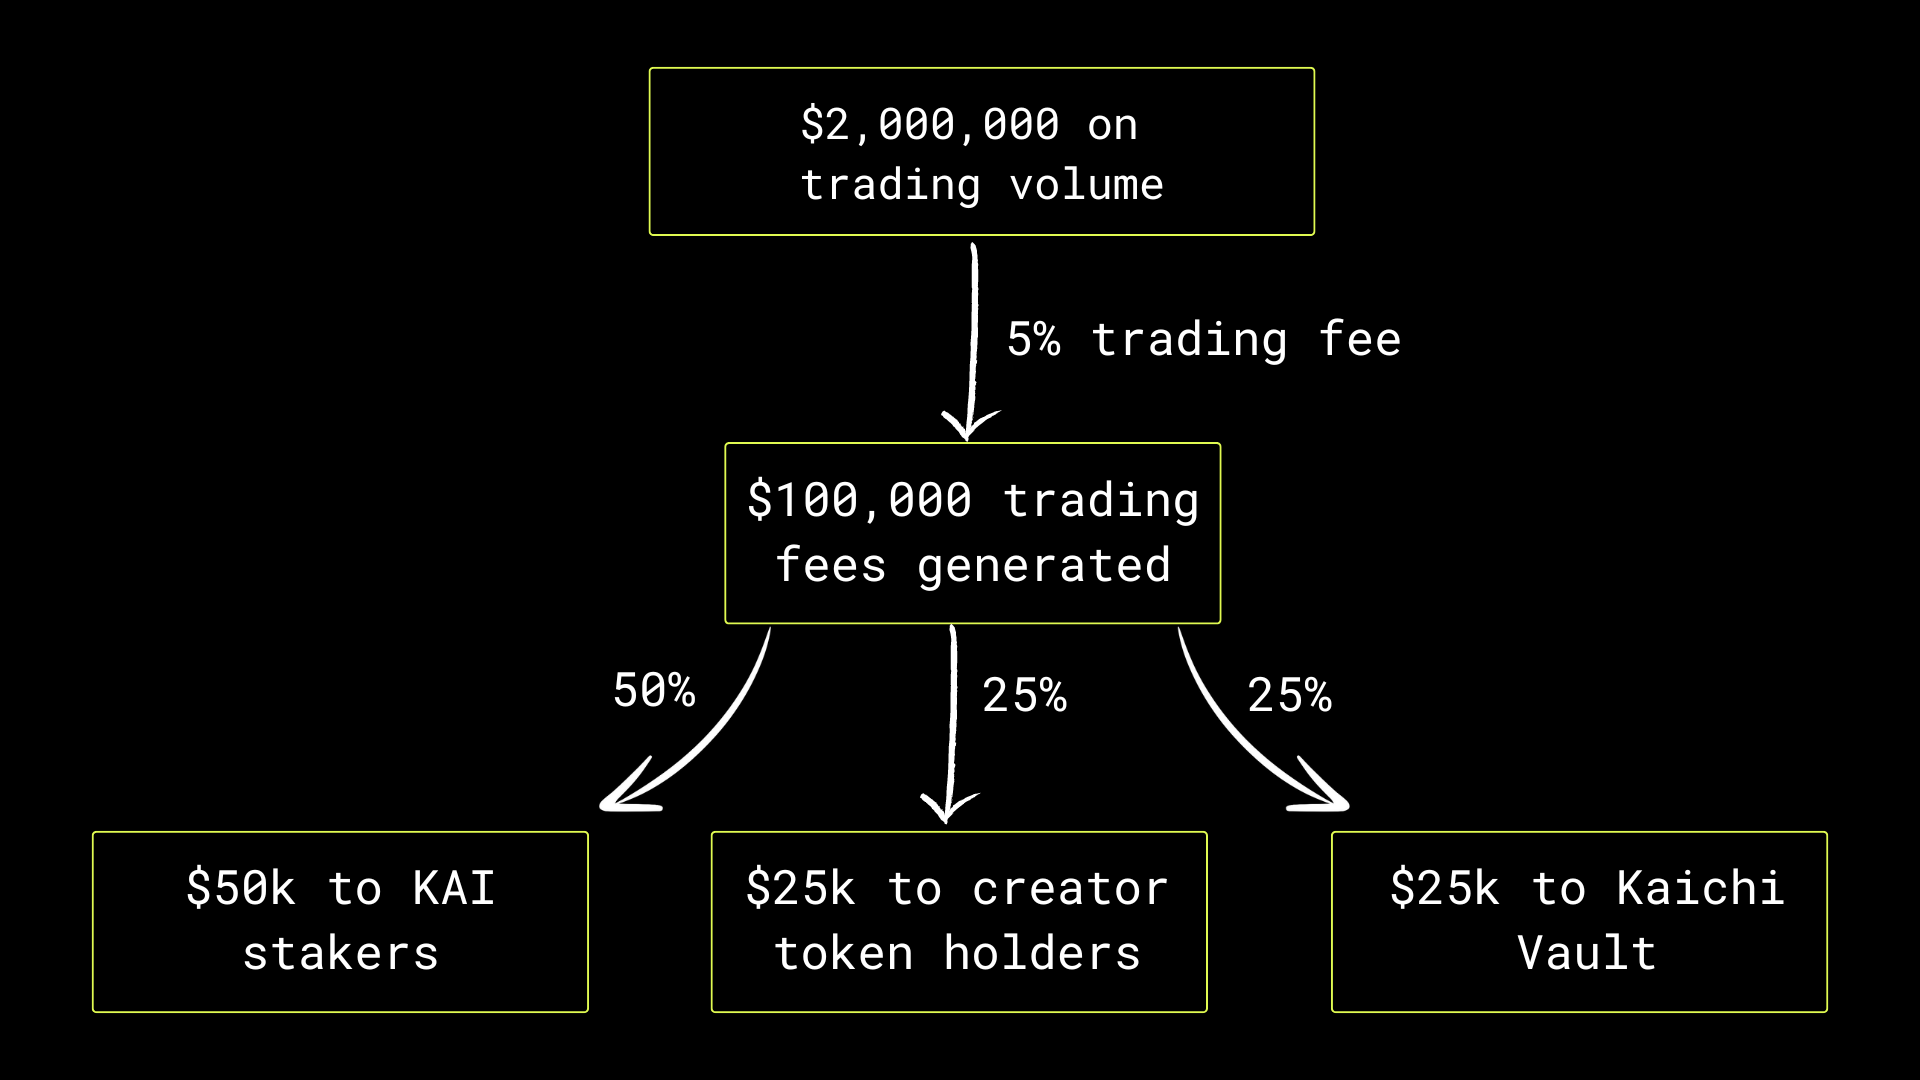 $2,000,000 on
trading volume
5% trading fee
$100,000 trading
fees generated
50%
25%
25%
$50k to KAI
stakers
$25k to creator
token holders
$25k to Kaichi
Vault